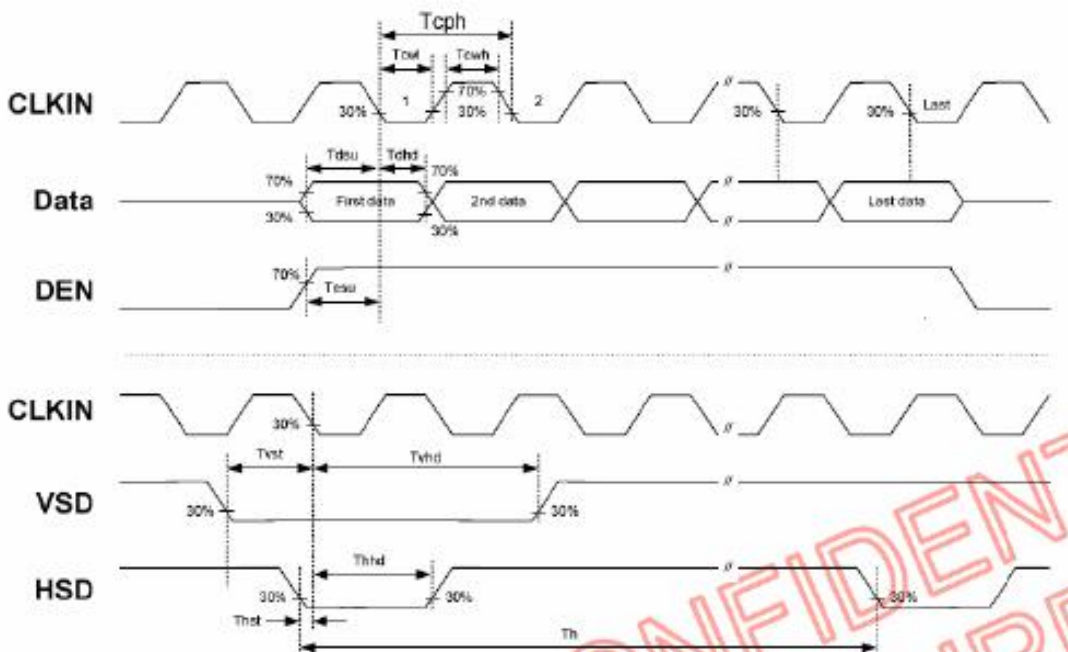 Tcph
Tcwl Tcwh
CLKIN 30% 1 70% 30% 2 // 30% 30% Last
Tdsu Tdhd
70% 70%
Data First data 2nd data // Last data
30% 30%
DEN 70% //
Tesu
CLKIN 30% //
Tvst Tvhd
VSD 30% 30% //
Thhd
HSD 30% 30% // 30%
Thst
Th